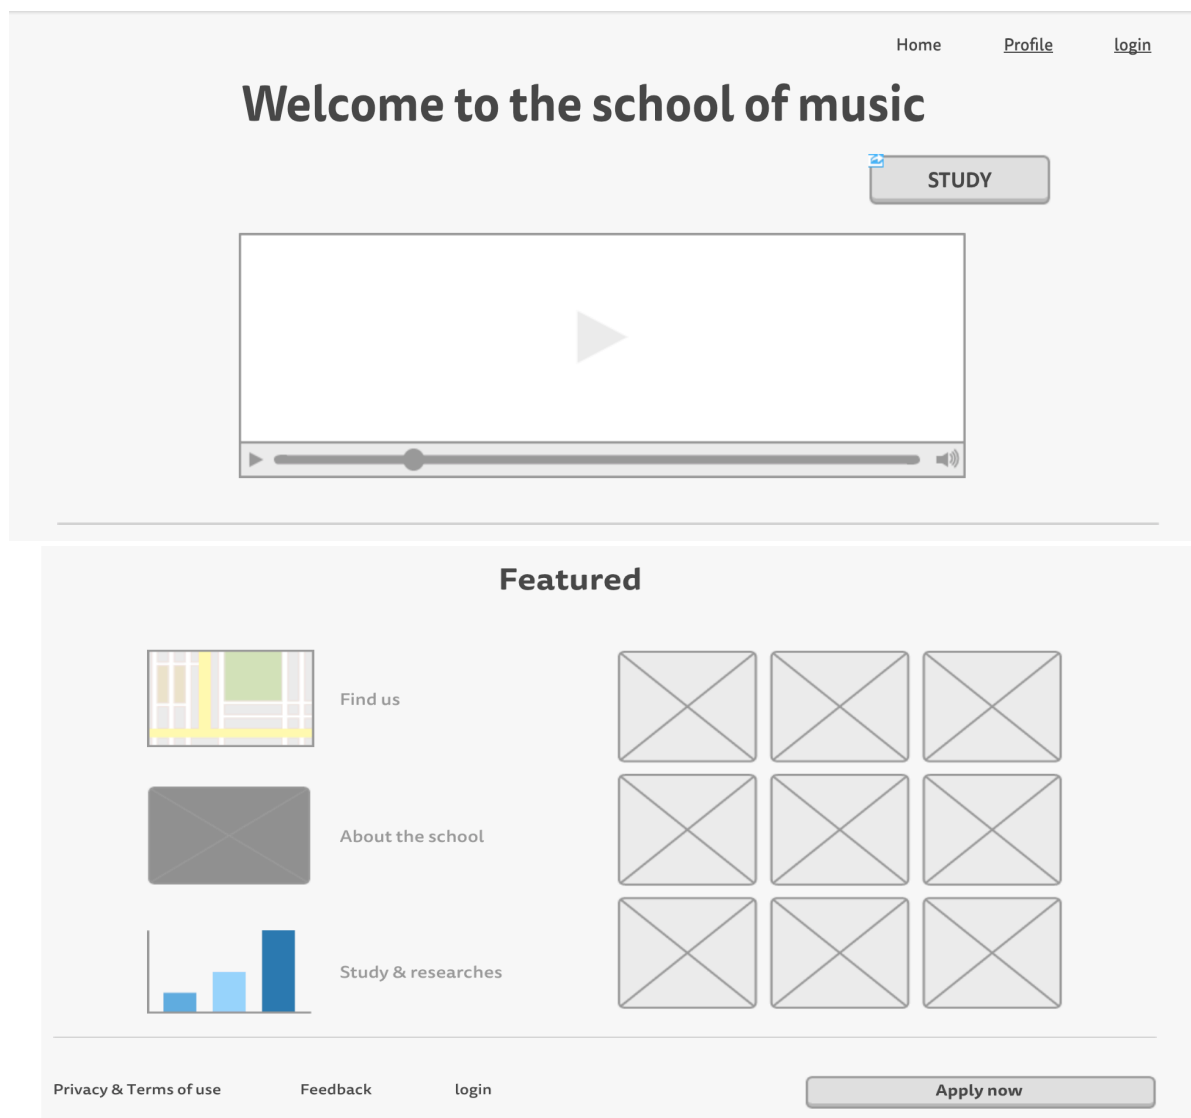 Home Profile login
Welcome to the school of music
STUDY
Featured
Find us
About the school
Study & researches
Privacy & Terms of use Feedback login
Apply now